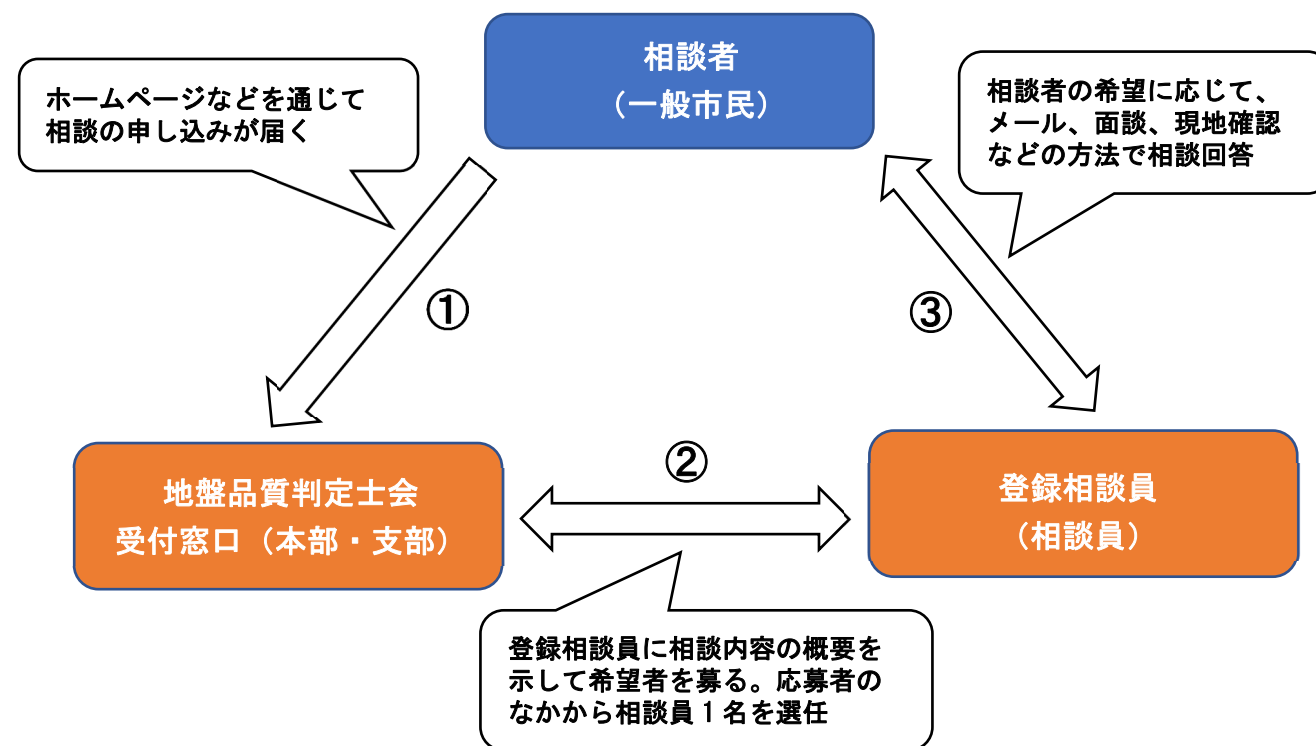 相談者
（一般市民）
ホームページなどを通じて
相談の申し込みが届く
相談者の希望に応じて、
メール、面談、現地確認
などの方法で相談回答
①
③
②
地盤品質判定士会
受付窓口（本部・支部）
登録相談員
（相談員）
登録相談員に相談内容の概要を
示して希望者を募る。応募者の
なかから相談員１名を選任